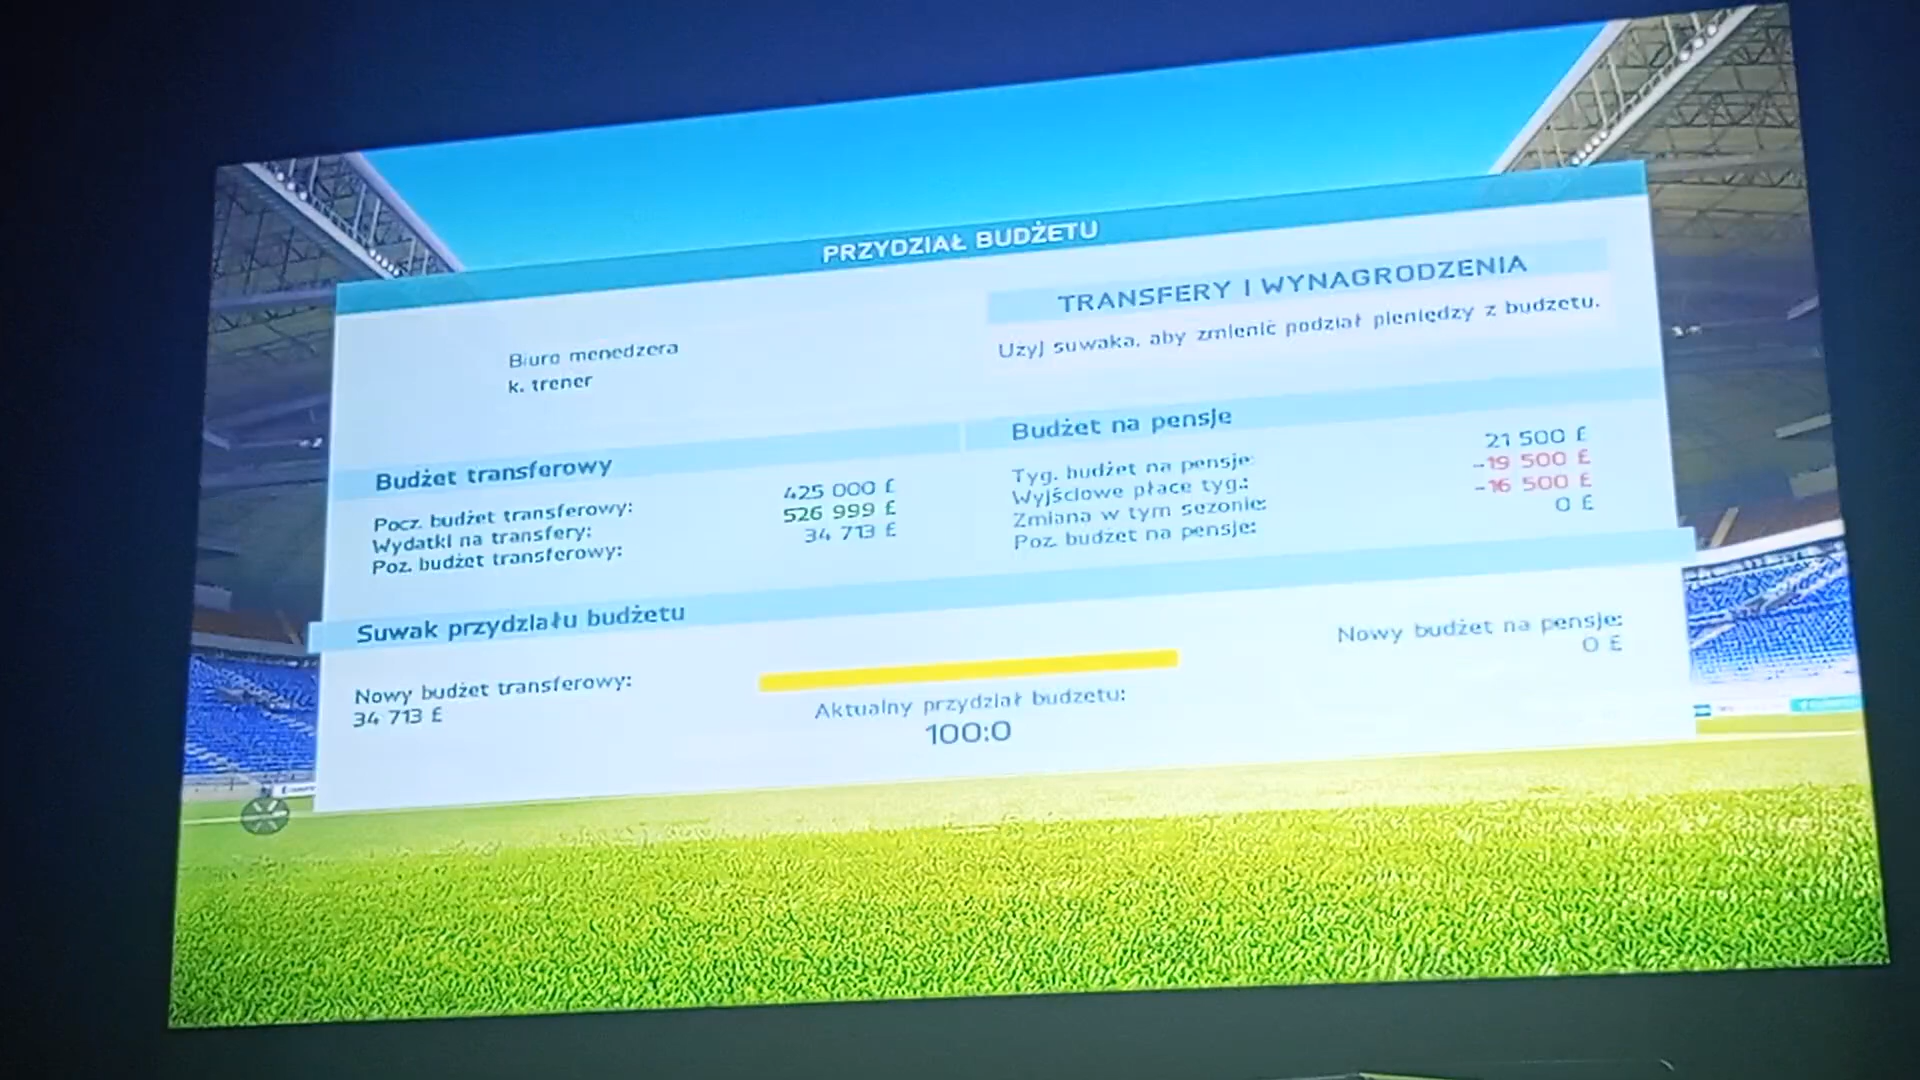 PRZYDZIAŁ BUDŻETU
TRANSFERY I WYNAGRODZENIA
Użyj suwaka, aby zmienić podział pieniędzy z budżetu.
Biuro menedżera
k. trener
Budżet transferowy
Pocz. budżet transferowy: 425 000 £
Wydatki na transfery: 526 999 £
Poz. budżet transferowy: 34 713 £
Budżet na pensje
Tyg. budżet na pensje: 21 500 £
Wyjściowe płace tyg.: -19 500 £
Zmiana w tym sezonie: -16 500 £
Poz. budżet na pensje: 0 £
Suwak przydziału budżetu
Nowy budżet transferowy:
34 713 £
Aktualny przydział budżetu:
100:0
Nowy budżet na pensje:
0 £